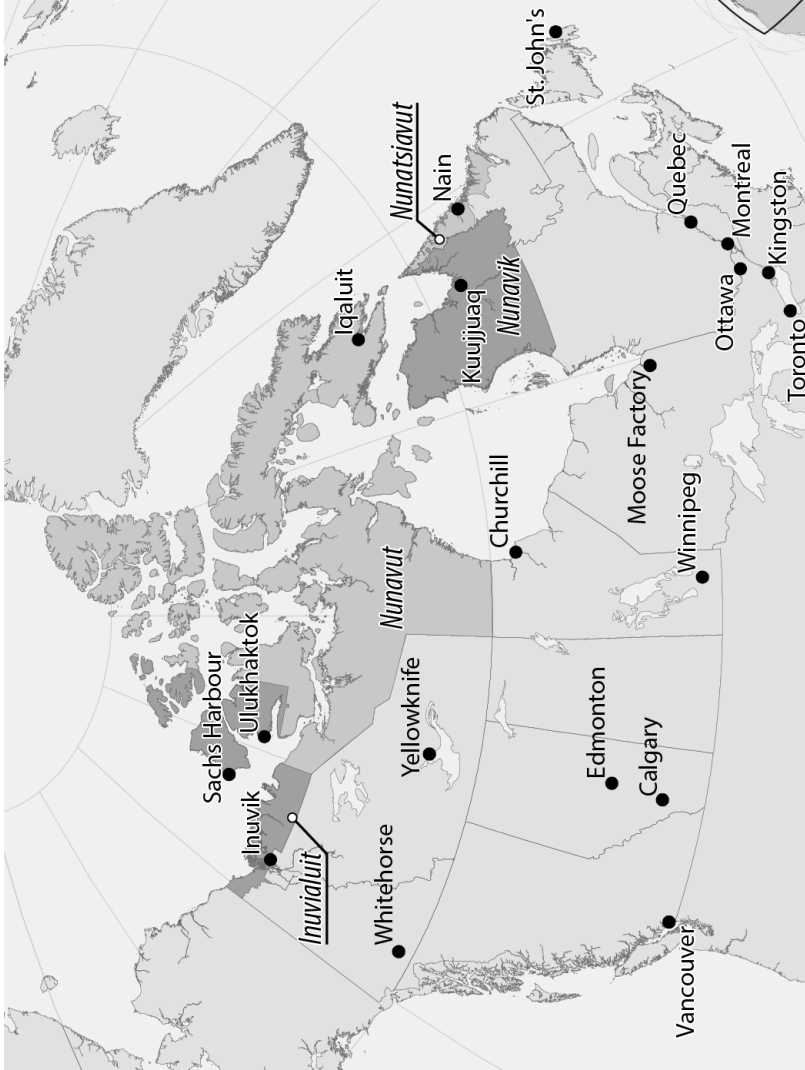 Sachs Harbour
Ulukhaktok
Inuvik
Inuvialuit
Whitehorse
Yellowknife
Nunavut
Iqaluit
Nunatsiavut
Nain
Kuujjuaq
Nunavik
St. John's
Churchill
Edmonton
Calgary
Vancouver
Winnipeg
Moose Factory
Quebec
Montreal
Ottawa
Kingston
Toronto